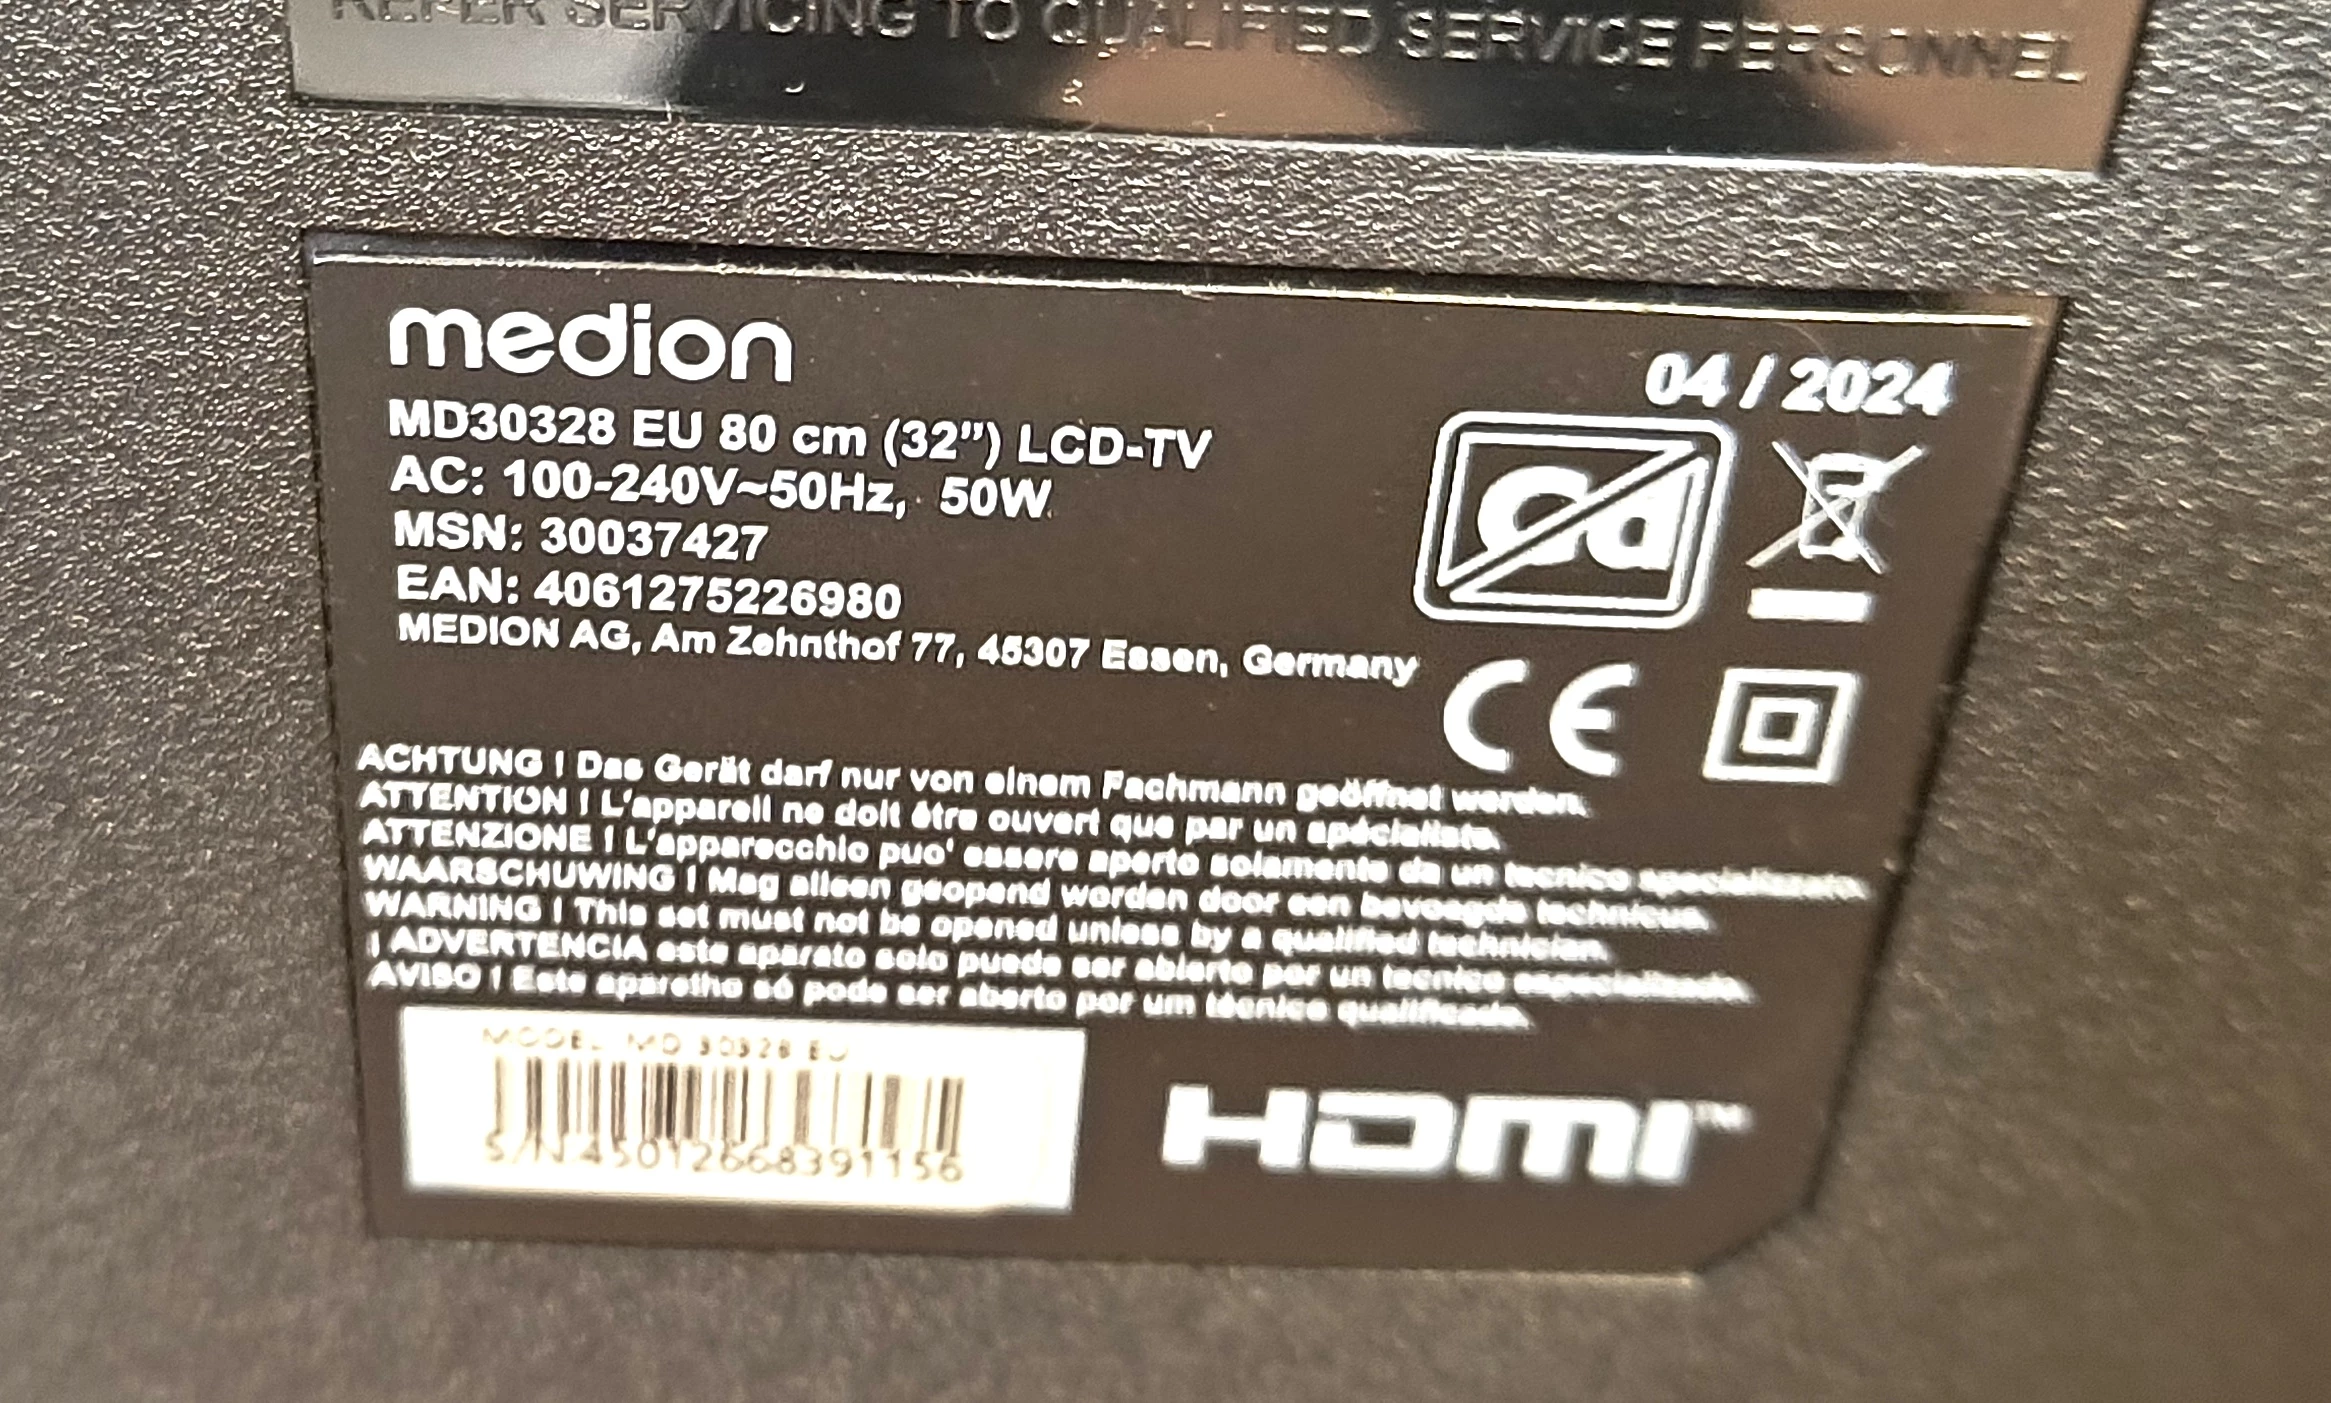 REFER SERVICING TO QUALIFIED SERVICE PERSONNEL
medion
04 / 2024
MD30328 EU 80 cm (32") LCD-TV
AC: 100-240V~50Hz, 50W
MSN: 30037427
EAN: 4061275226980
MEDION AG, Am Zehnthof 77, 45307 Essen, Germany
Cd
CE
ACHTUNG ! Das Gerät darf nur von einem Fachmann geöffnet werden.
ATTENTION ! L'appareil ne doit être ouvert que par un spécialiste.
ATTENZIONE ! L'apparecchio puo' essere aperto solamente da un tecnico specializzato.
WAARSCHUWING ! Mag alleen geopend worden door een bevoegde technicus.
WARNING ! This set must not be opened unless by a qualified technician.
¡ ADVERTENCIA este aparato solo puede ser abierto por un tecnico especializado.
AVISO ! Este aparelho só pode ser aberto por um técnico qualificado.
MODEL: MD 30328 EU
S/N:450126668391156
HDMI™